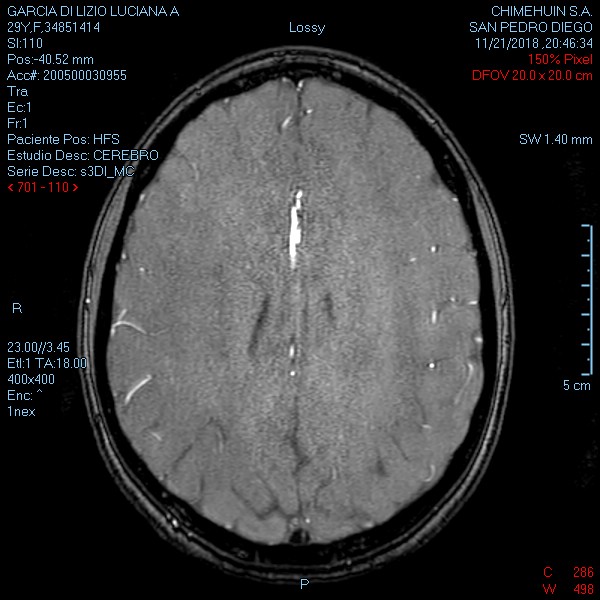 GARCIA DI LIZIO LUCIANA A
29Y,F,34851414
Sl:110
Pos:-40.52 mm
Acc#: 200500030955
Tra
Ec:1
Fr:1
Paciente Pos: HFS
Estudio Desc: CEREBRO
Serie Desc: s3DI_MC
< 701 - 110 >
Lossy
CHIMEHUIN S.A.
SAN PEDRO DIEGO
11/21/2018 ,20:46:34
150% Pixel
DFOV 20.0 x 20.0 cm
SW 1.40 mm
R
5 cm
23.00//3.45
Etl:1 TA:18.00
400x400
Enc: ^
1nex
P
C 286
W 498